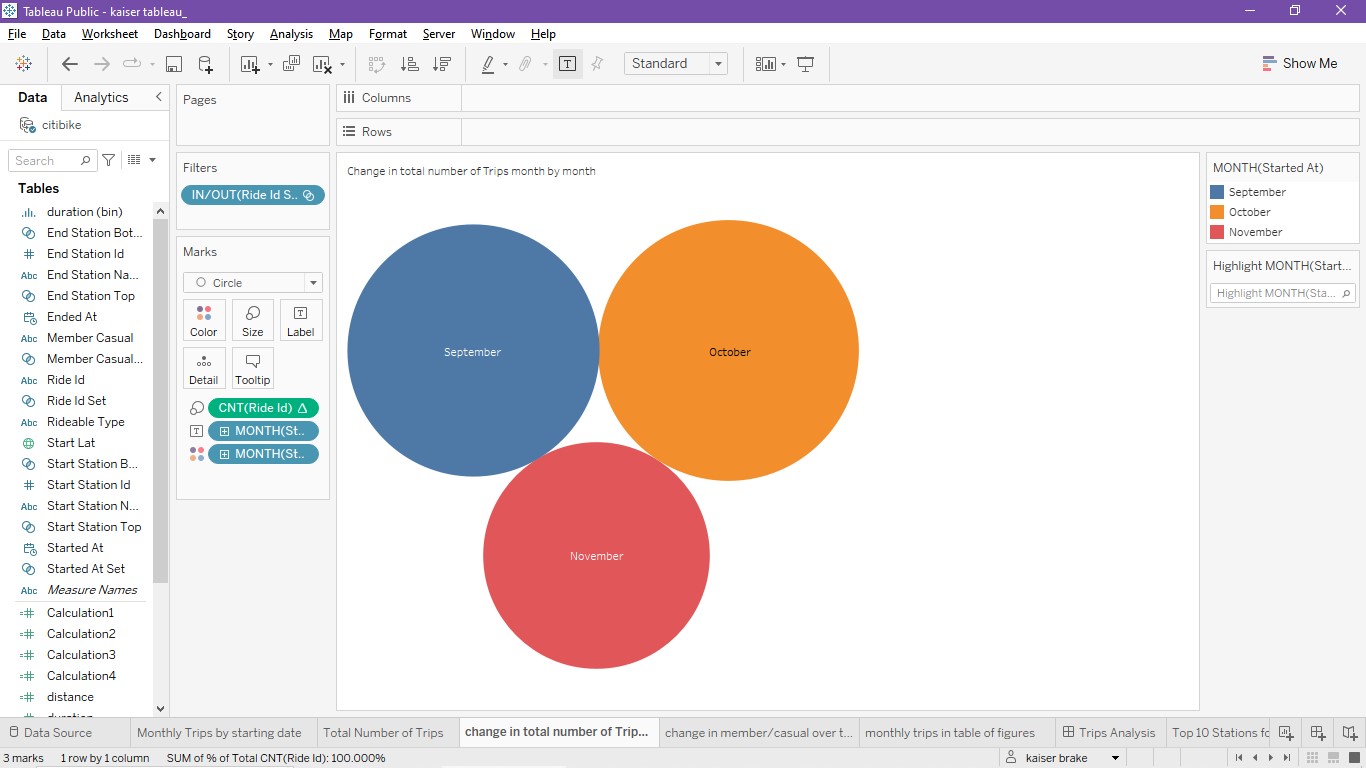 Tableau Public - kaiser tableau_
File Data Worksheet Dashboard Story Analysis Map Format Server Window Help
Standard
Show Me
Data Analytics
citibike
Search
Tables
duration (bin)
End Station Bot...
End Station Id
Abc End Station Na...
End Station Top
Ended At
Abc Member Casual
Member Casual...
Abc Ride Id
Ride Id Set
Abc Rideable Type
Start Lat
Start Station B...
Start Station Id
Abc Start Station N...
Start Station Top
Started At
Started At Set
Abc Measure Names
Calculation1
Calculation2
Calculation3
Calculation4
distance
Pages
Filters
IN/OUT(Ride Id S..
Marks
Circle
Color Size Label
Detail Tooltip
CNT(Ride Id)
MONTH(St..
MONTH(St..
Columns
Rows
Change in total number of Trips month by month
September
October
November
MONTH(Started At)
September
October
November
Highlight MONTH(Start...
Highlight MONTH(Sta...
Data Source Monthly Trips by starting date Total Number of Trips change in total number of Trip... change in member/casual over t... monthly trips in table of figures Trips Analysis Top 10 Stations fo
3 marks 1 row by 1 column SUM of % of Total CNT(Ride Id): 100.000% kaiser brake